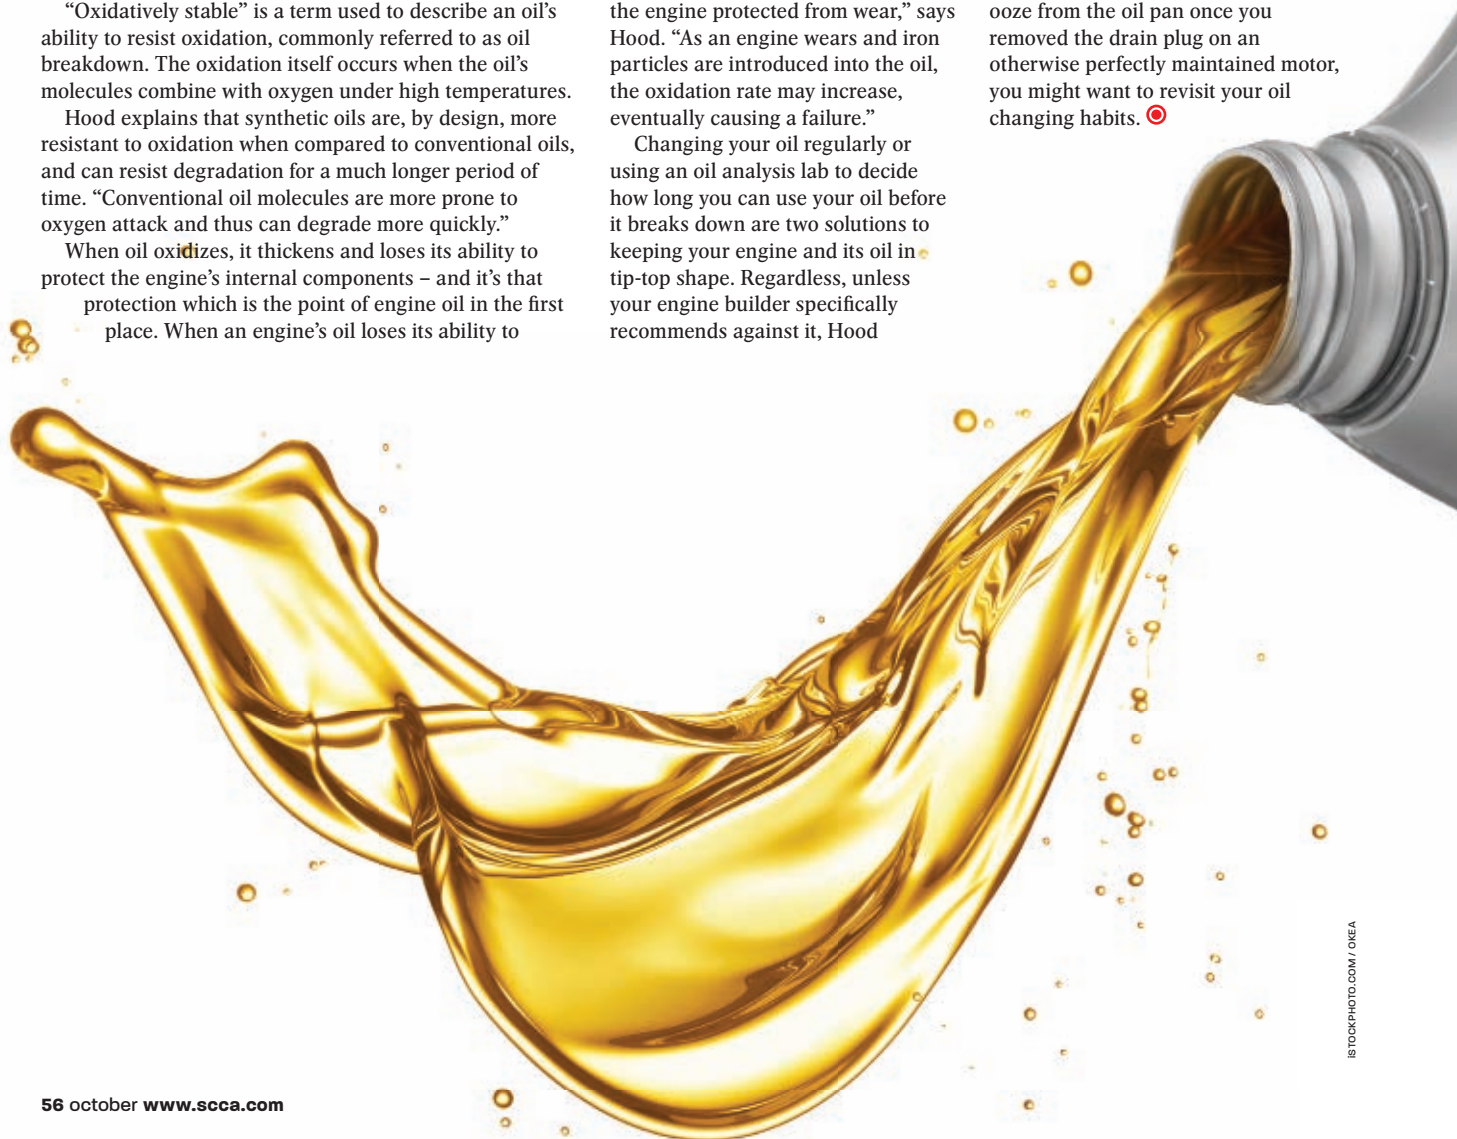 “Oxidatively stable” is a term used to describe an oil’s
ability to resist oxidation, commonly referred to as oil
breakdown. The oxidation itself occurs when the oil’s
molecules combine with oxygen under high temperatures.
Hood explains that synthetic oils are, by design, more
resistant to oxidation when compared to conventional oils,
and can resist degradation for a much longer period of
time. “Conventional oil molecules are more prone to
oxygen attack and thus can degrade more quickly.”
When oil oxidizes, it thickens and loses its ability to
protect the engine’s internal components – and it’s that
protection which is the point of engine oil in the first
place. When an engine’s oil loses its ability to
the engine protected from wear,” says
Hood. “As an engine wears and iron
particles are introduced into the oil,
the oxidation rate may increase,
eventually causing a failure.”
Changing your oil regularly or
using an oil analysis lab to decide
how long you can use your oil before
it breaks down are two solutions to
keeping your engine and its oil in
tip-top shape. Regardless, unless
your engine builder specifically
recommends against it, Hood
ooze from the oil pan once you
removed the drain plug on an
otherwise perfectly maintained motor,
you might want to revisit your oil
changing habits.
iSTOCKPHOTO.COM / OKEA
56 october www.scca.com